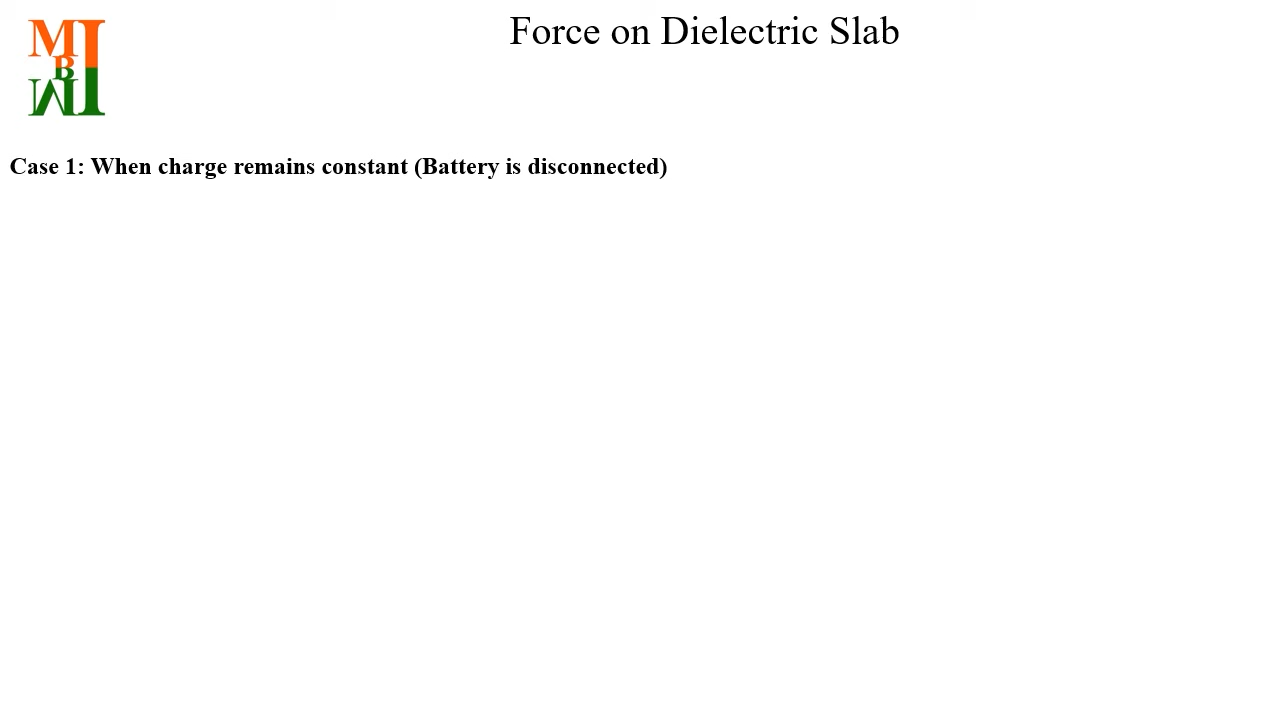 Force on Dielectric Slab
Case 1: When charge remains constant (Battery is disconnected)